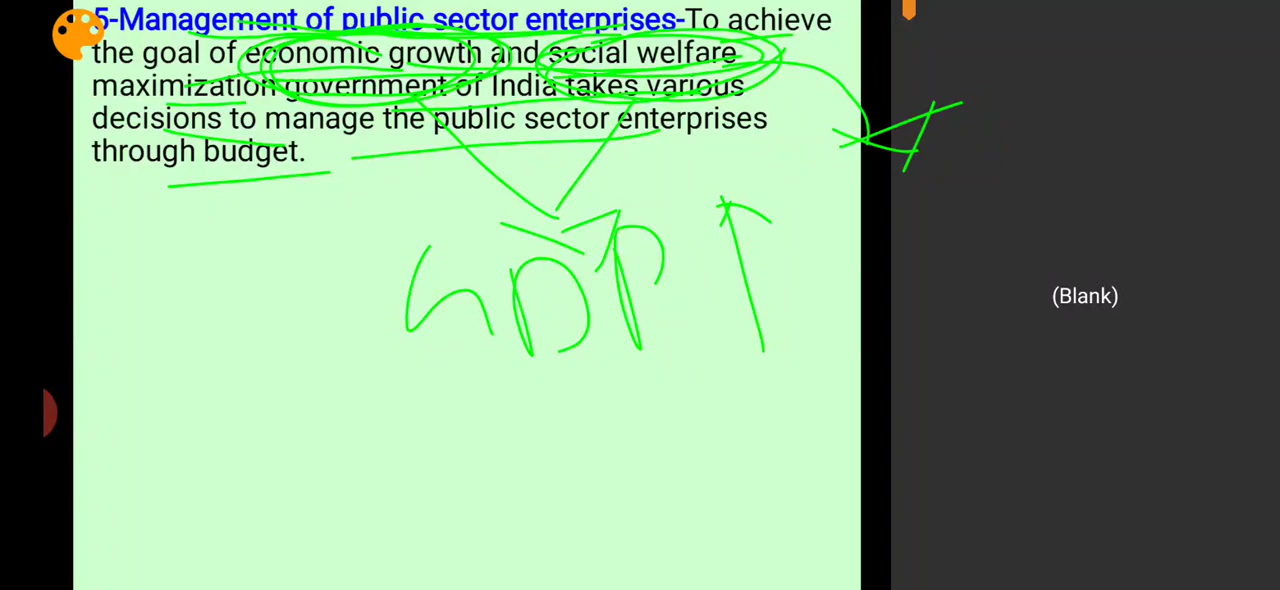 5-Management of public sector enterprises-To achieve
the goal of economic growth and social welfare
maximization government of India takes various
decisions to manage the public sector enterprises
through budget.
GDP ↑
(Blank)